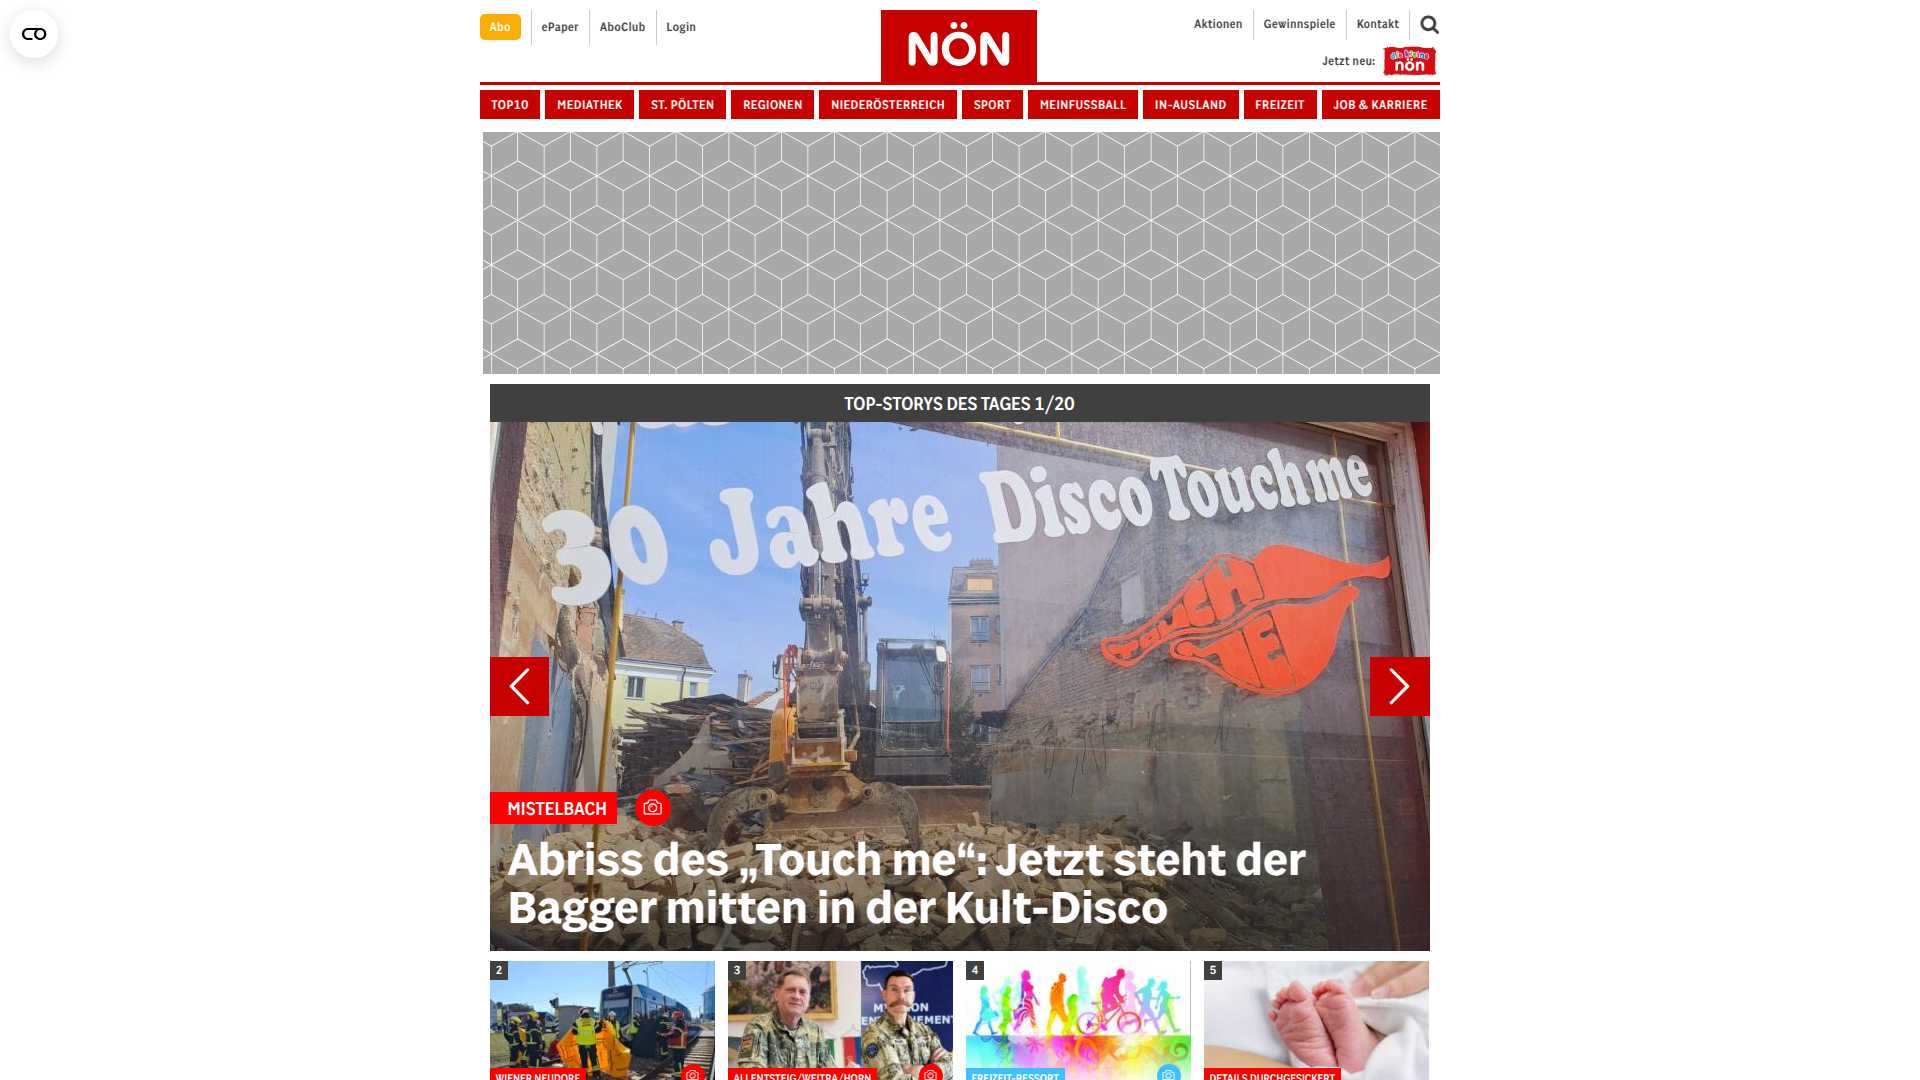 Abo
ePaper
AboClub
Login
NÖN
Aktionen
Gewinnspiele
Kontakt
Jetzt neu:
die kleine
nön
TOP10
MEDIATHEK
ST. PÖLTEN
REGIONEN
NIEDERÖSTERREICH
SPORT
MEINFUSSBALL
IN-AUSLAND
FREIZEIT
JOB & KARRIERE
TOP-STORYS DES TAGES 1/20
30 Jahre Disco Touch me
TOUCH
ME
MISTELBACH
Abriss des „Touch me“: Jetzt steht der
Bagger mitten in der Kult-Disco
2
3
4
5
WIENER NEUDORF
ALLENTSTEIG/WEITRA/HORN
FREIZEIT-RESSORT
DETAILS DURCHGESICKERT